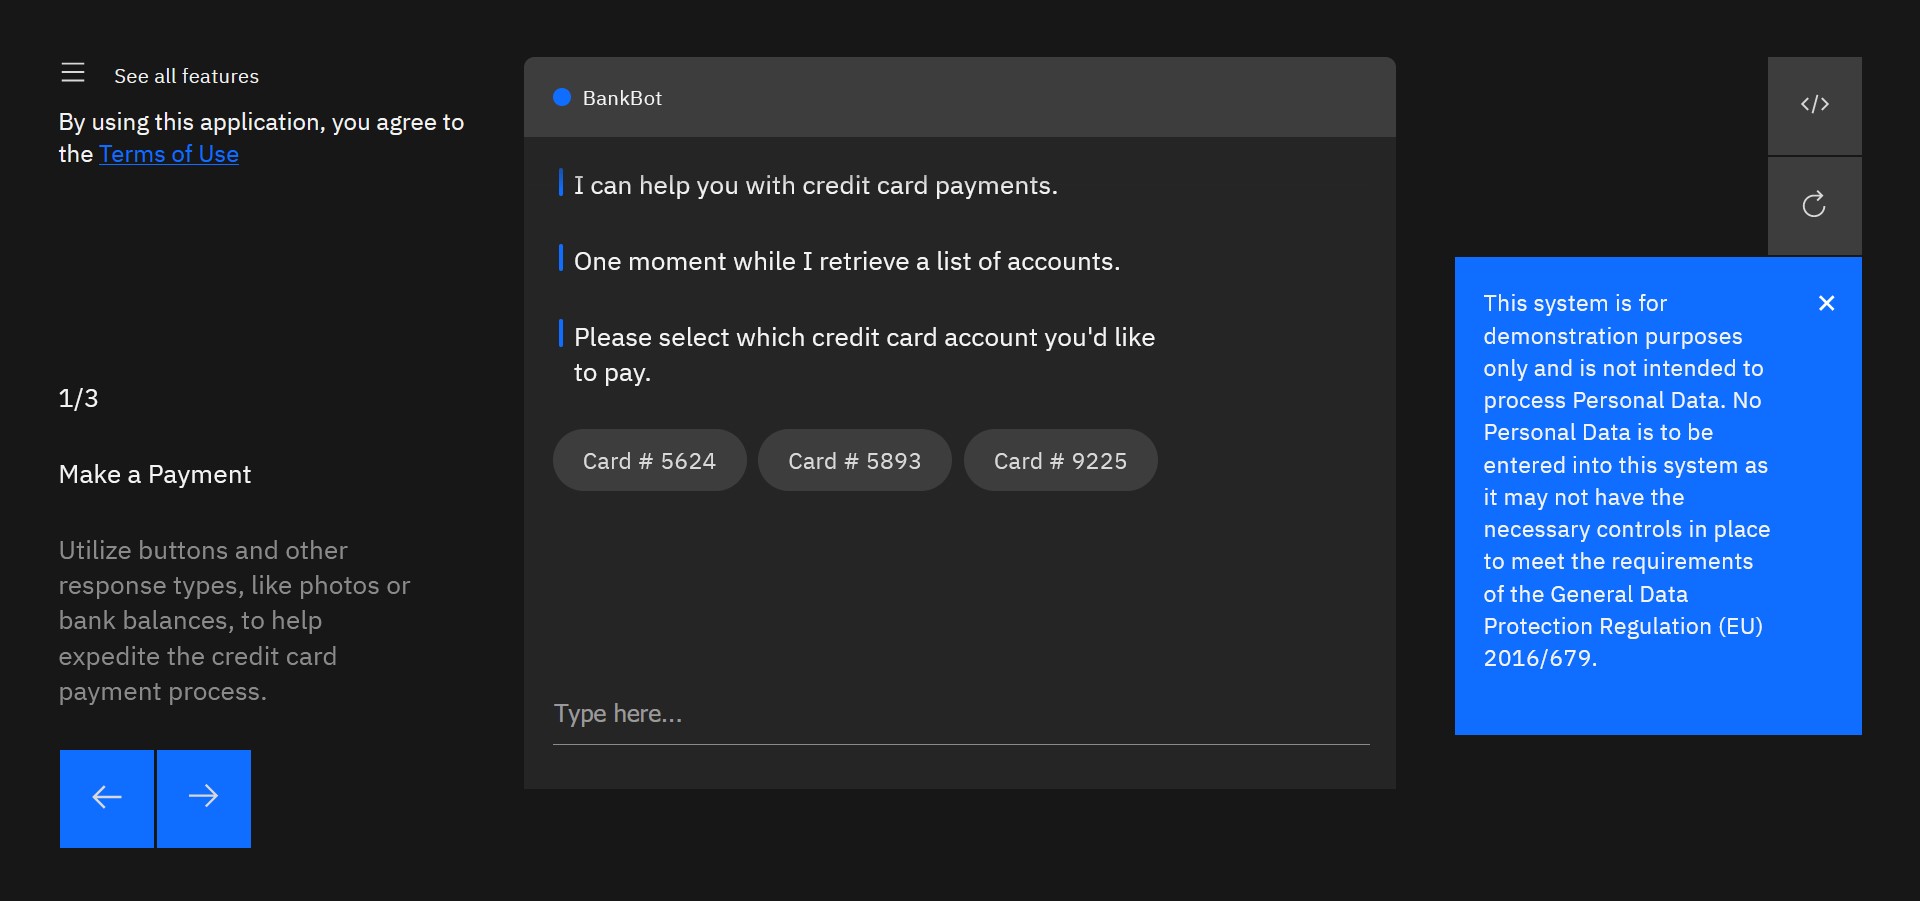 See all features
By using this application, you agree to
the Terms of Use
1/3
Make a Payment
Utilize buttons and other
response types, like photos or
bank balances, to help
expedite the credit card
payment process.
BankBot
I can help you with credit card payments.
One moment while I retrieve a list of accounts.
Please select which credit card account you'd like
to pay.
Card # 5624 Card # 5893 Card # 9225
Type here...
This system is for
demonstration purposes
only and is not intended to
process Personal Data. No
Personal Data is to be
entered into this system as
it may not have the
necessary controls in place
to meet the requirements
of the General Data
Protection Regulation (EU)
2016/679.